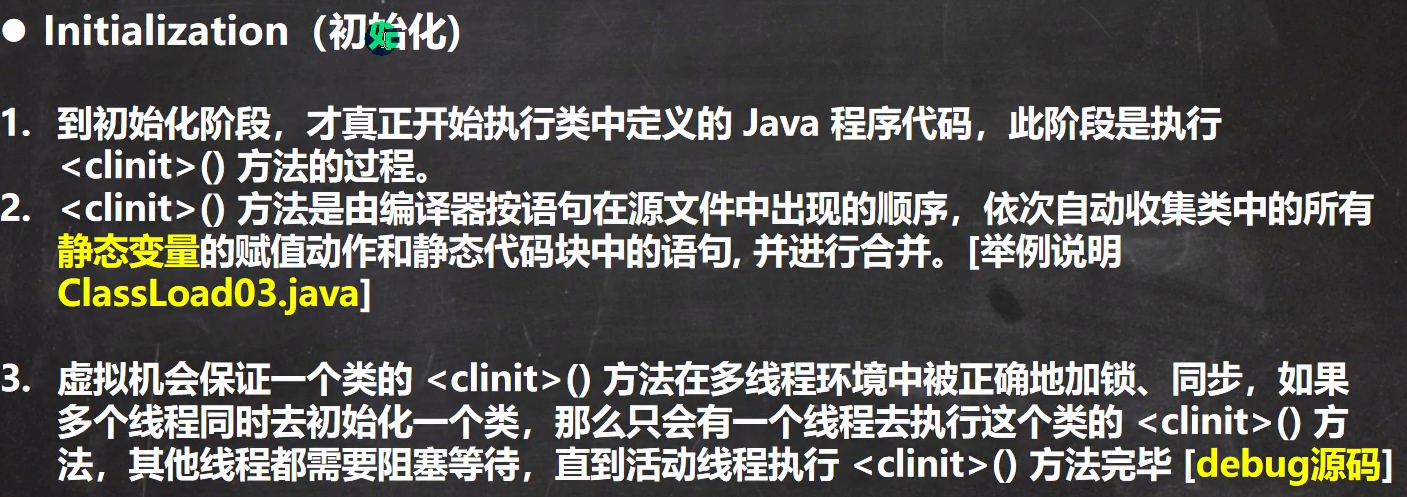 ● Initialization（初始化）
1. 到初始化阶段，才真正开始执行类中定义的 Java 程序代码，此阶段是执行
<clinit>() 方法的过程。
2. <clinit>() 方法是由编译器按语句在源文件中出现的顺序，依次自动收集类中的所有
静态变量的赋值动作和静态代码块中的语句, 并进行合并。[举例说明
ClassLoad03.java]
3. 虚拟机会保证一个类的 <clinit>() 方法在多线程环境中被正确地加锁、同步，如果
多个线程同时去初始化一个类，那么只会有一个线程去执行这个类的 <clinit>() 方
法，其他线程都需要阻塞等待，直到活动线程执行 <clinit>() 方法完毕 [debug源码]